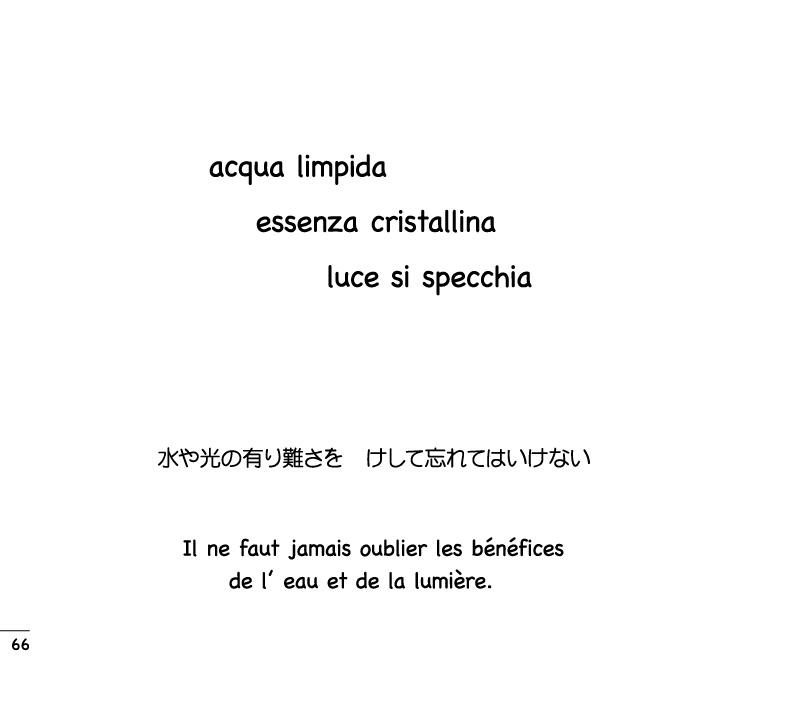 acqua limpida
essenza cristallina
luce si specchia
水や光の有り難さを　けして忘れてはいけない
Il ne faut jamais oublier les bénéfices
de l’ eau et de la lumière.
66